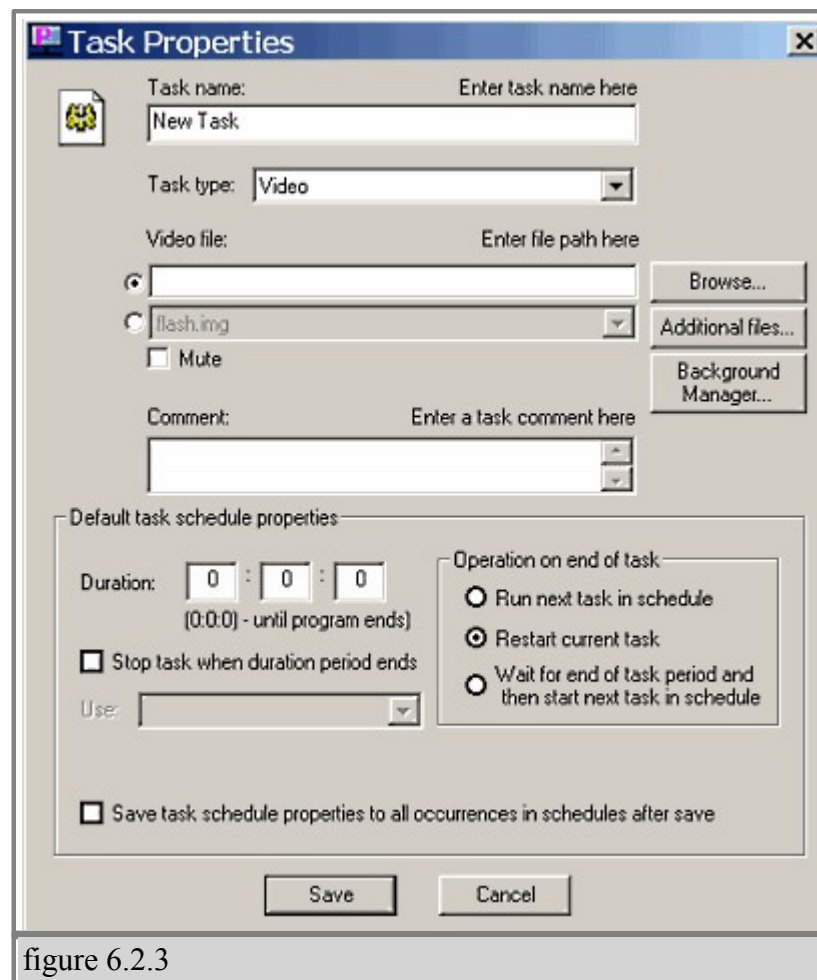 Task Properties
Task name: Enter task name here
New Task
Task type: Video
Video file: Enter file path here
Browse...
flash.img
Additional files...
Mute
Background
Manager...
Comment: Enter a task comment here
Default task schedule properties
Duration: 0 : 0 : 0
(0:0:0) - until program ends)
Stop task when duration period ends
Use:
Operation on end of task
Run next task in schedule
Restart current task
Wait for end of task period and
then start next task in schedule
Save task schedule properties to all occurrences in schedules after save
Save Cancel
figure 6.2.3